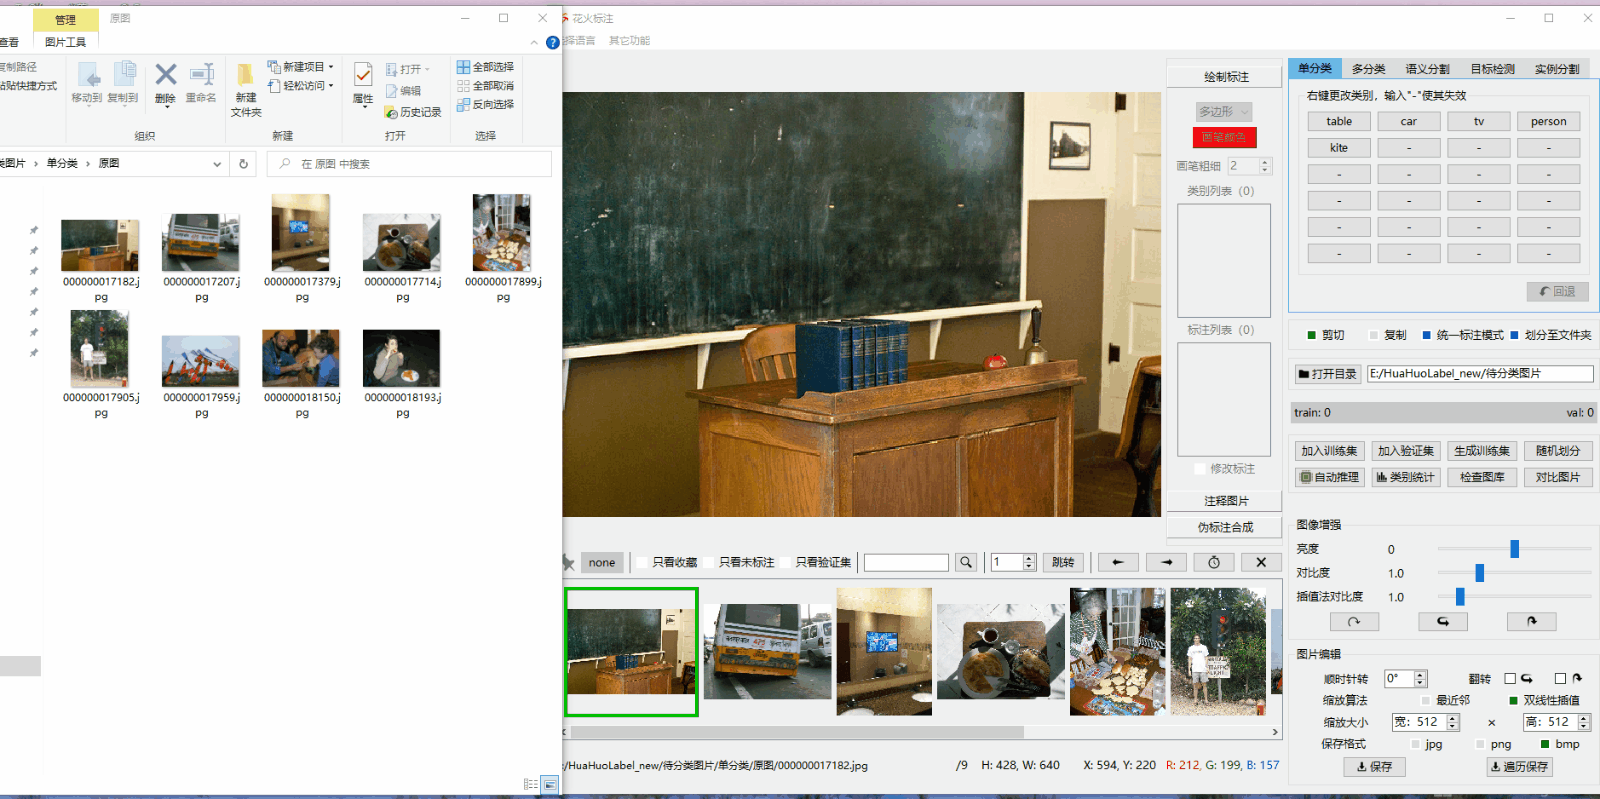 管理
原图
查看
图片工具
复制路径
粘贴快捷方式
移动到
复制到
删除
重命名
组织
新建
文件夹
新建项目
轻松访问
新建
属性
打开
编辑
历史记录
打开
全部选择
全部取消
反向选择
选择
类图片 › 单分类 › 原图
在 原图 中搜索
000000017182.j
pg
000000017207.j
pg
000000017379.j
pg
000000017714.j
pg
000000017899.j
pg
000000017905.j
pg
000000017959.j
pg
000000018150.j
pg
000000018193.j
pg
花火标注
选择语言 其它功能
绘制标注
多边形
画笔颜色
画笔粗细 2
类别列表（0）
标注列表（0）
修改标注
注释图片
伪标注合成
none 只看收藏 只看未标注 只看验证集 1 跳转
:/HuaHuoLabel_new/待分类图片/单分类/原图/000000017182.jpg /9 H: 428, W: 640 X: 594, Y: 220 R: 212, G: 199, B: 157
单分类 多分类 语义分割 目标检测 实例分割
右键更改类别，输入"-"使其失效
table car tv person
kite - - -
- - - -
- - - -
- - - -
- - - -
回退
剪切 复制 统一标注模式 划分至文件夹
打开目录 E:/HuaHuoLabel_new/待分类图片
train: 0 val: 0
加入训练集 加入验证集 生成训练集 随机划分
自动推理 类别统计 检查图库 对比图片
图像增强
亮度 0
对比度 1.0
插值法对比度 1.0
图片编辑
顺时针转 0° 翻转
缩放算法 最近邻 双线性插值
缩放大小 宽: 512 × 高: 512
保存格式 jpg png bmp
保存 遍历保存